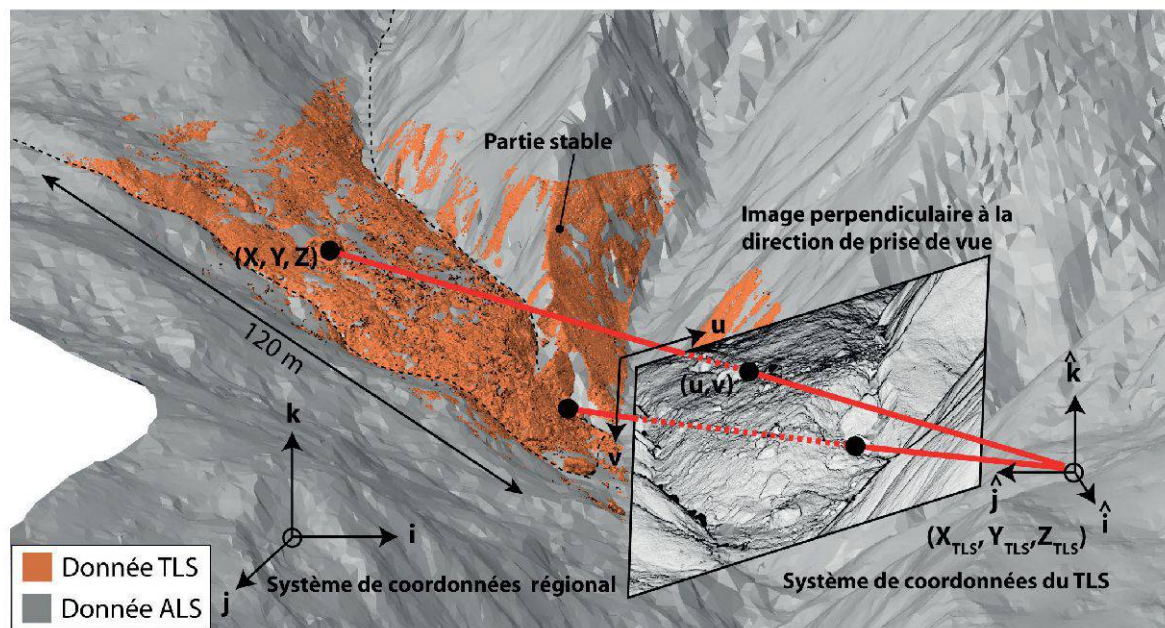 Partie stable
Image perpendiculaire à la
direction de prise de vue
(X, Y, Z)
u
(u,v)
v
120 m
k
i
j
k̂
ĵ
î
(X_TLS, Y_TLS, Z_TLS)
Système de coordonnées régional
Système de coordonnées du TLS
Donnée TLS
Donnée ALS